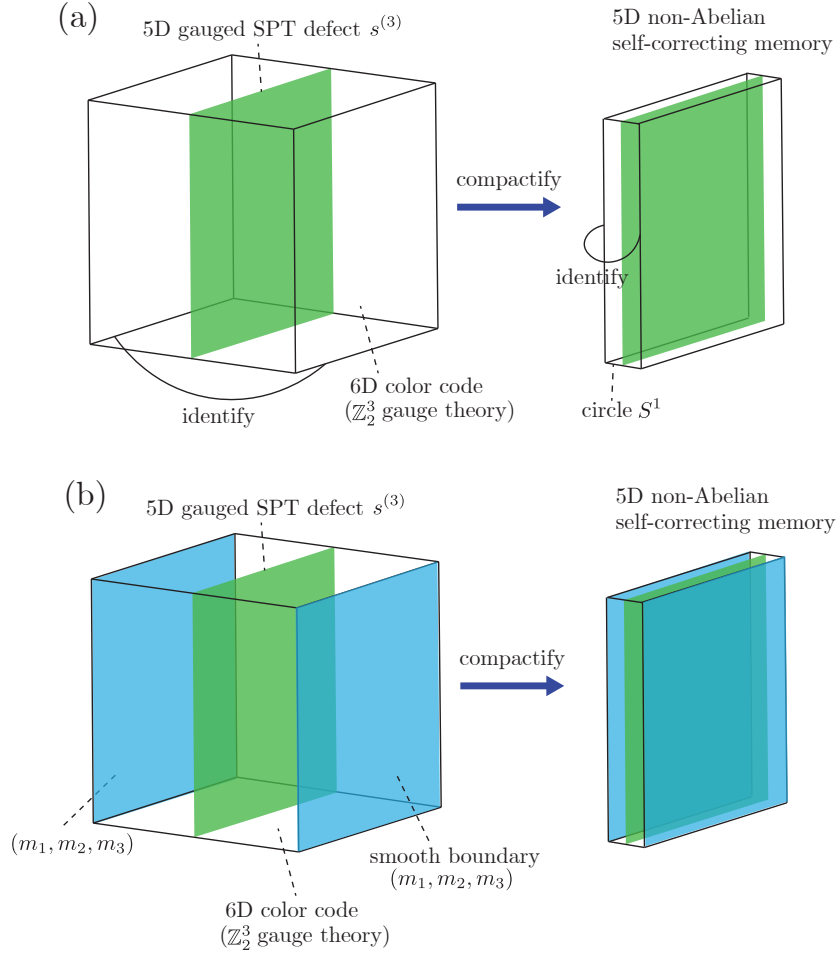 (a)
5D gauged SPT defect s⁽³⁾
5D non-Abelian
self-correcting memory
compactify
identify
identify
6D color code
(ℤ₂³ gauge theory)
circle S¹
(b)
5D gauged SPT defect s⁽³⁾
5D non-Abelian
self-correcting memory
compactify
(m₁, m₂, m₃)
smooth boundary
(m₁, m₂, m₃)
6D color code
(ℤ₂³ gauge theory)